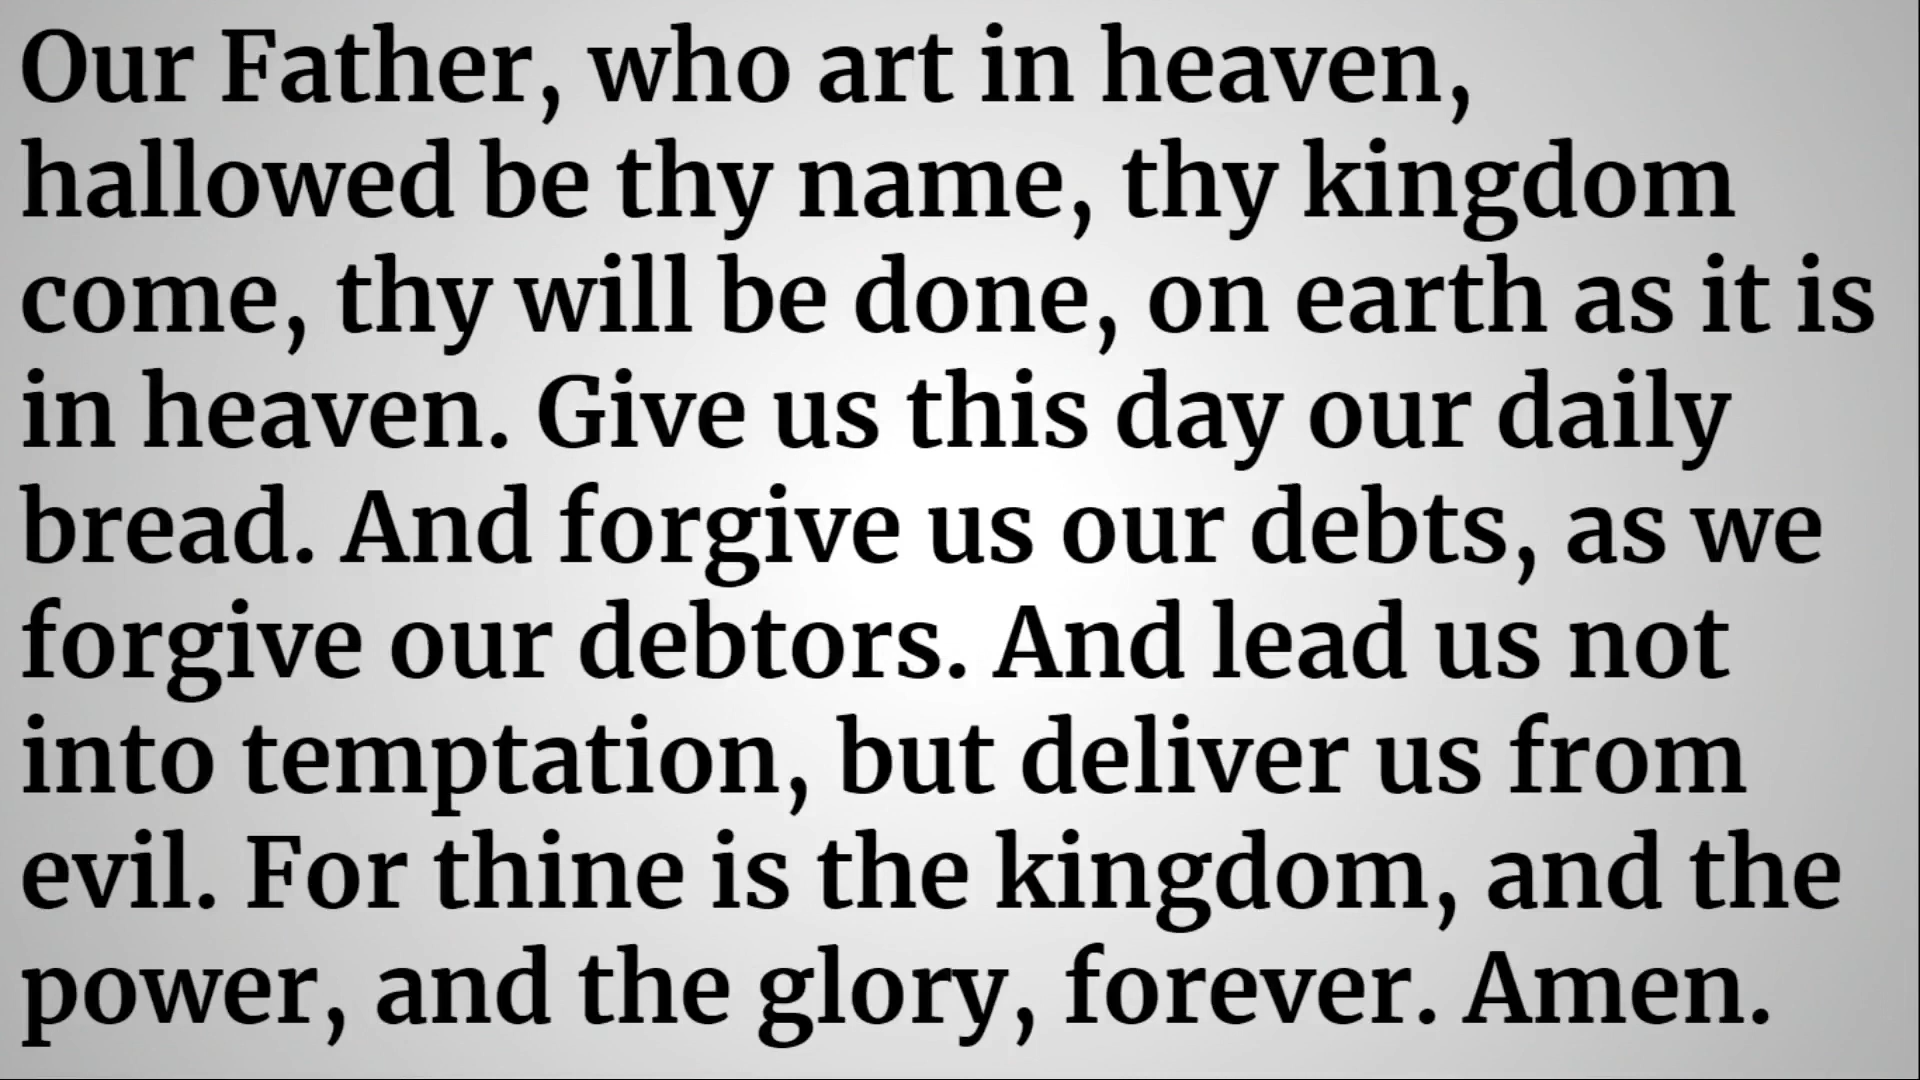 Our Father, who art in heaven,
hallowed be thy name, thy kingdom
come, thy will be done, on earth as it is
in heaven. Give us this day our daily
bread. And forgive us our debts, as we
forgive our debtors. And lead us not
into temptation, but deliver us from
evil. For thine is the kingdom, and the
power, and the glory, forever. Amen.